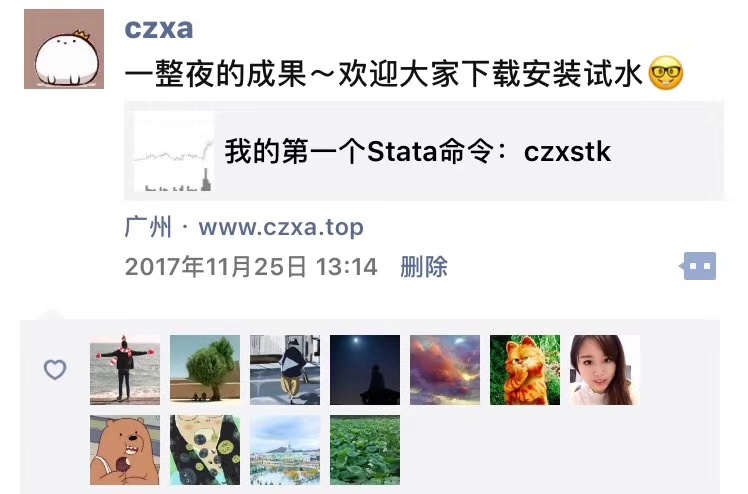 czxa
一整夜的成果～欢迎大家下载安装试水🤓
我的第一个Stata命令：czxstk
广州 · www.czxa.top
2017年11月25日 13:14 删除